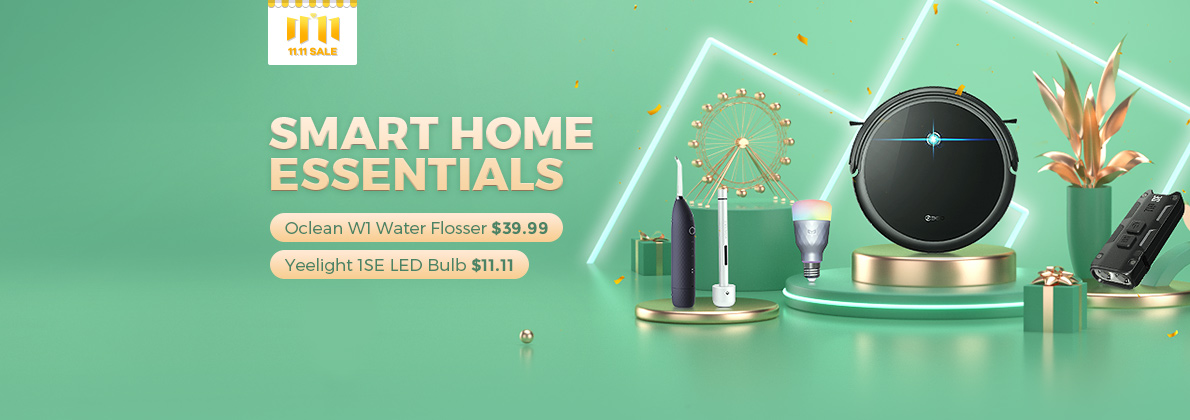 11.11 SALE
SMART HOME
ESSENTIALS
Oclean W1 Water Flosser $39.99
Yeelight 1SE LED Bulb $11.11